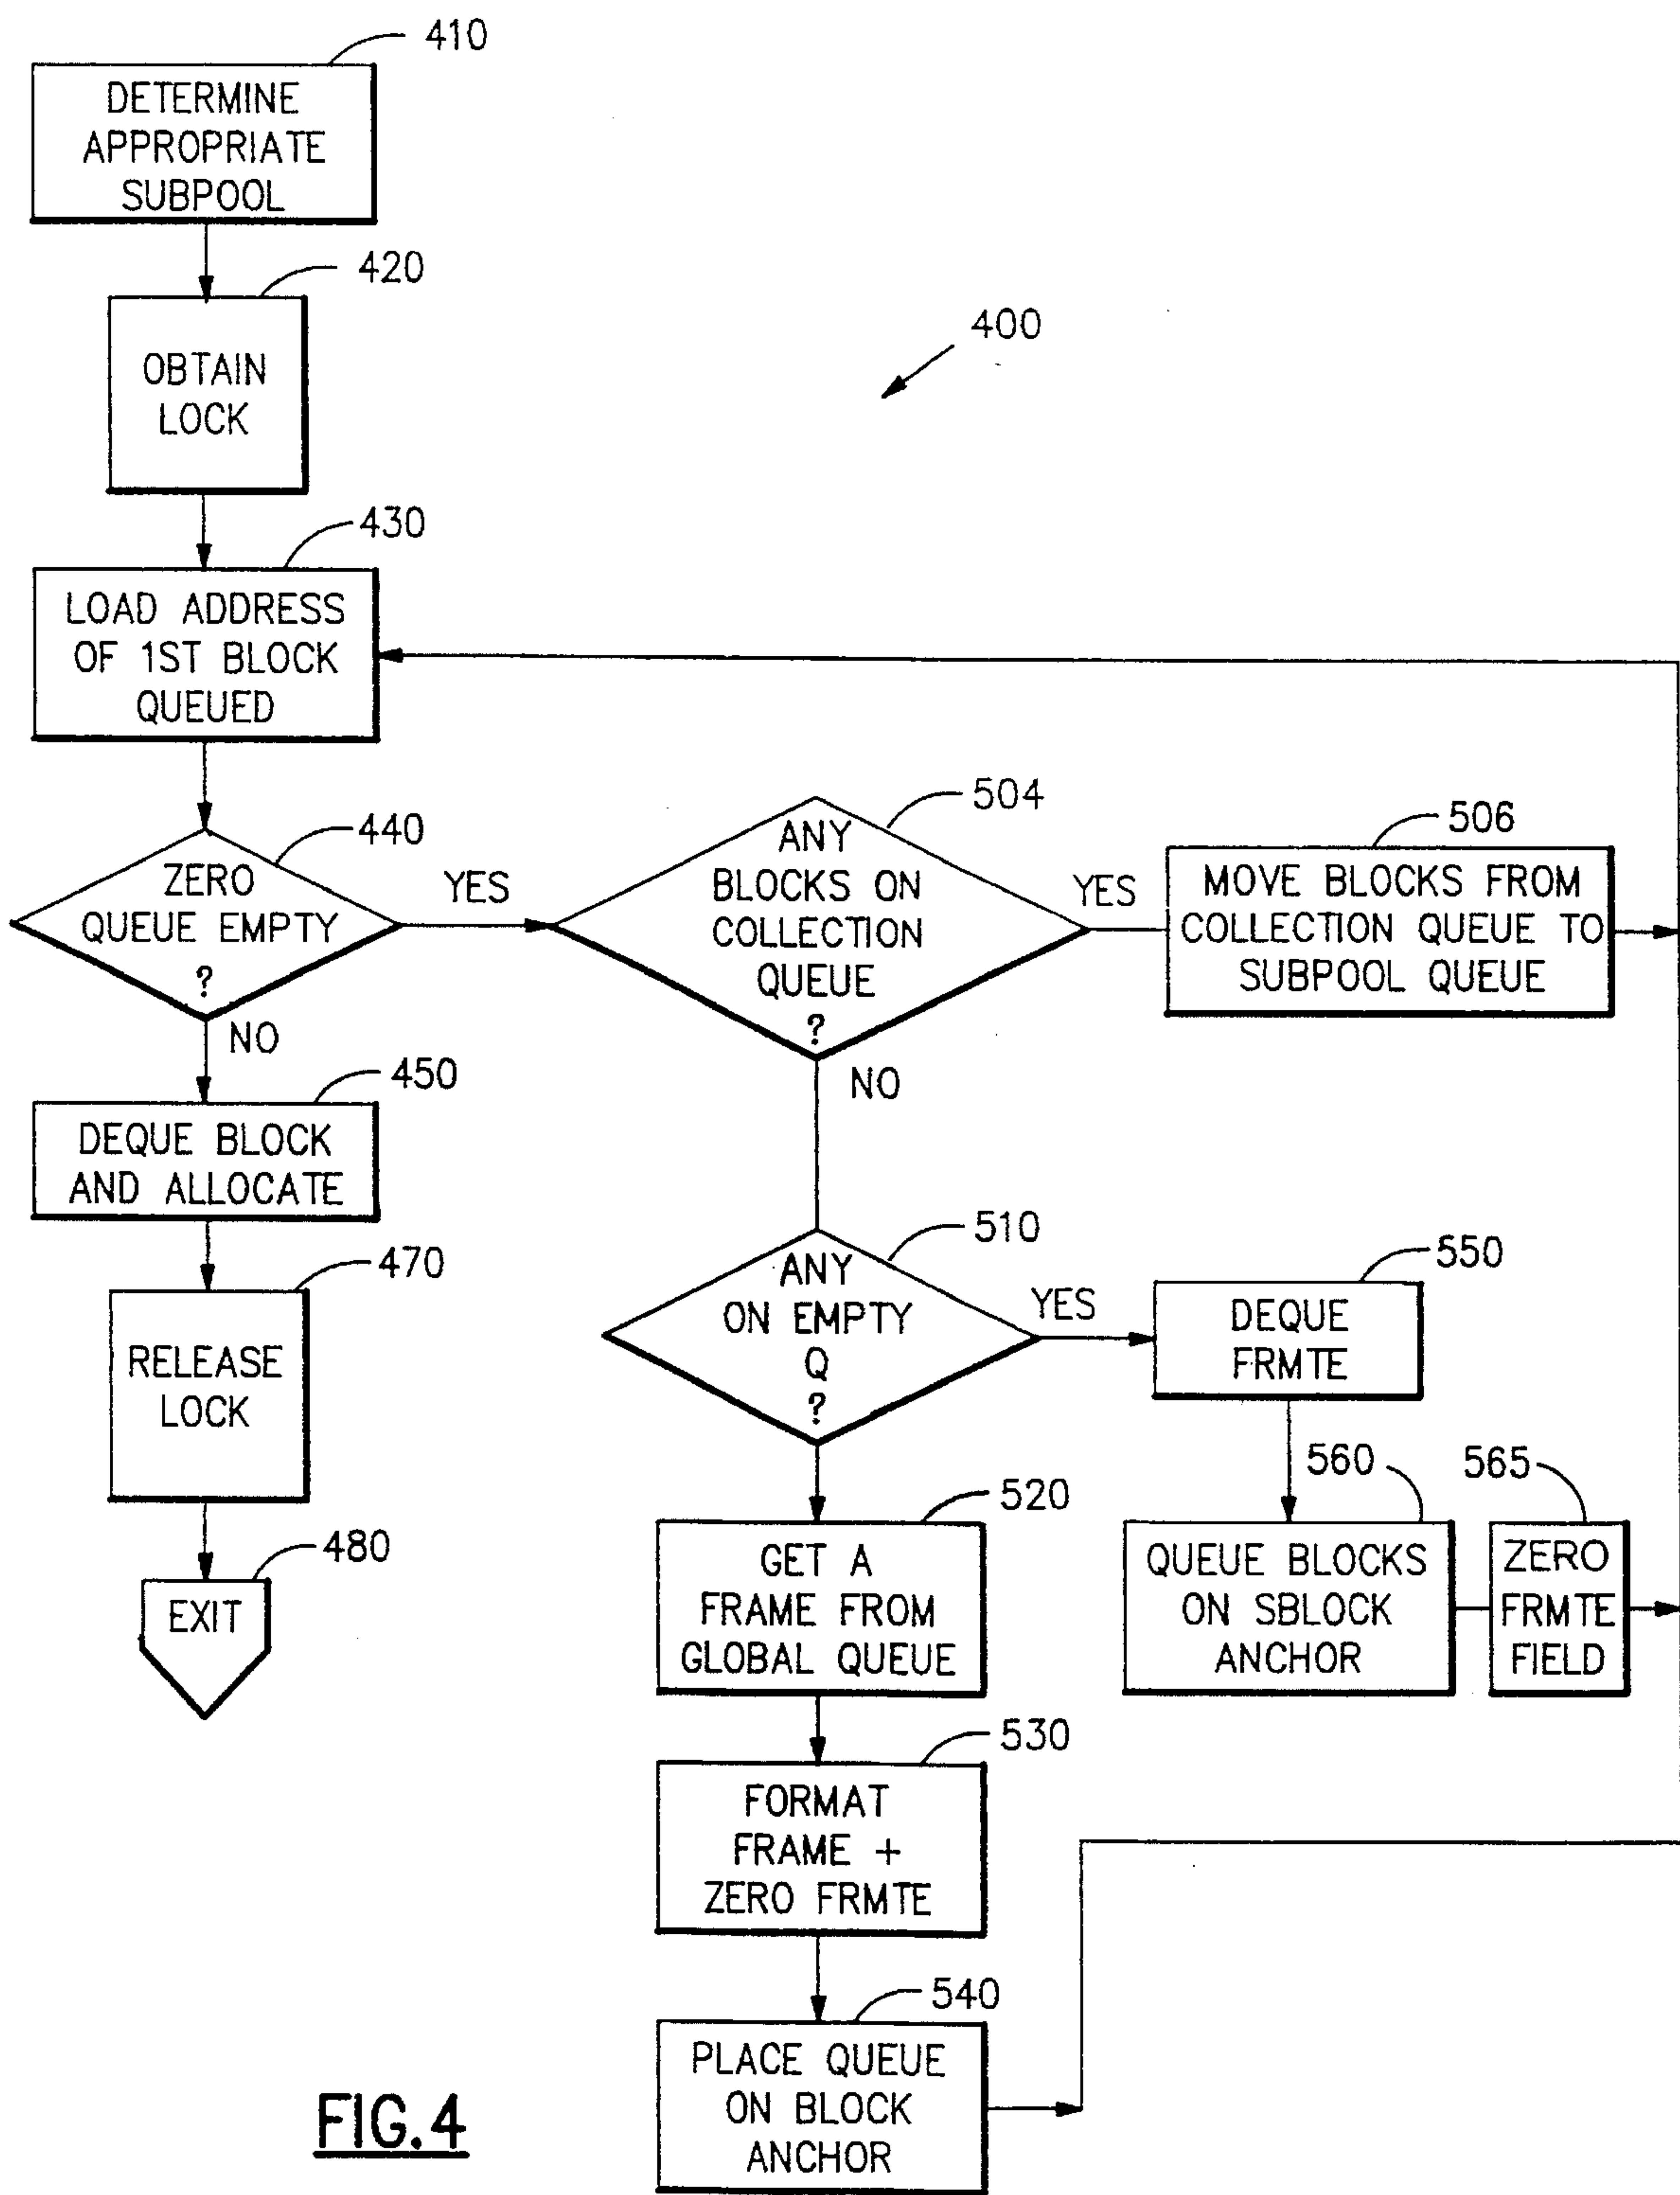 410
DETERMINE
APPROPRIATE
SUBPOOL
420
OBTAIN
LOCK
400
430
LOAD ADDRESS
OF 1ST BLOCK
QUEUED
440
ZERO
QUEUE EMPTY
?
YES
NO
504
ANY
BLOCKS ON
COLLECTION
QUEUE
?
YES
NO
506
MOVE BLOCKS FROM
COLLECTION QUEUE TO
SUBPOOL QUEUE
450
DEQUE BLOCK
AND ALLOCATE
470
RELEASE
LOCK
480
EXIT
510
ANY
ON EMPTY
Q
?
YES
550
DEQUE
FRMTE
560
QUEUE BLOCKS
ON SBLOCK
ANCHOR
565
ZERO
FRMTE
FIELD
520
GET A
FRAME FROM
GLOBAL QUEUE
530
FORMAT
FRAME +
ZERO FRMTE
540
PLACE QUEUE
ON BLOCK
ANCHOR
FIG.4